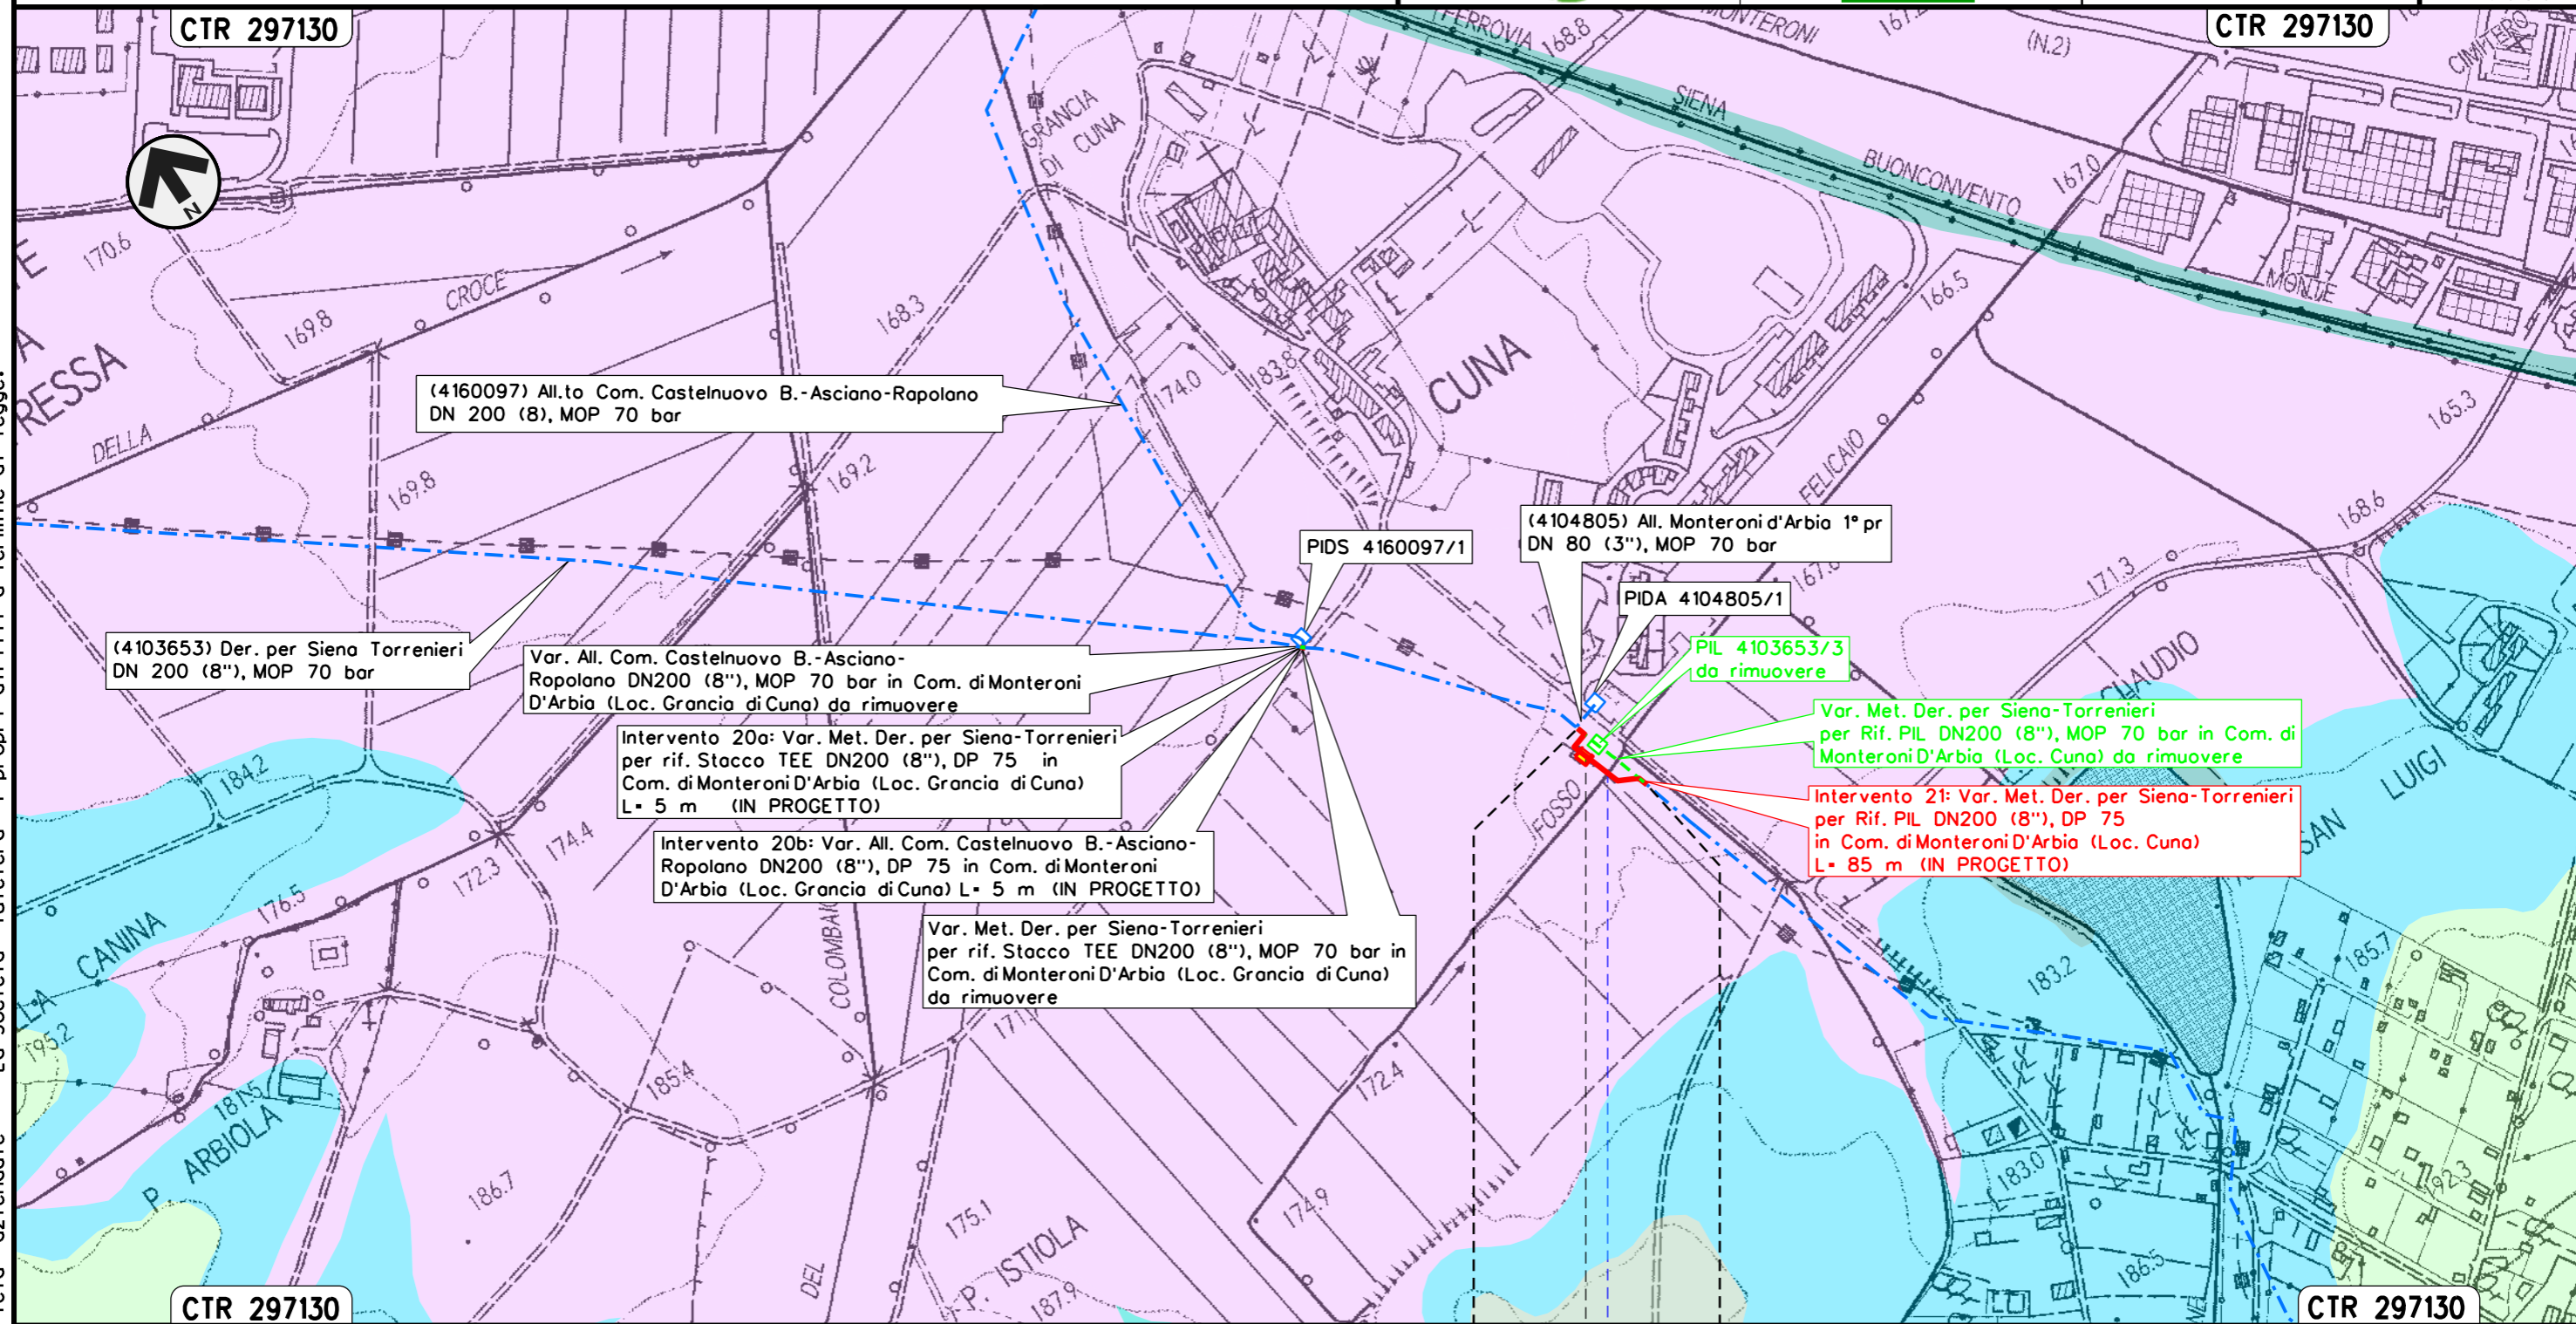 CTR 297130
CTR 297130
FERROVIA
168.8
MONTERONI
(N.2)
CIMITERO
SIENA
BUONCONVENTO
167.0
MONTE
GRANCIA
DI CUNA
N
170.6
CROCE
169.8
168.3
166.5
RESSA
DELLA
174.0
183.8
CUNA
165.3
(4160097) All.to Com. Castelnuovo B.-Asciano-Rapolano
DN 200 (8), MOP 70 bar
169.8
169.2
FELICAIO
168.6
PIDS 4160097/1
(4104805) All. Monteroni d'Arbia 1° pr
DN 80 (3"), MOP 70 bar
171.3
PIDA 4104805/1
(4103653) Der. per Siena Torrenieri
DN 200 (8"), MOP 70 bar
PIL 4103653/3
da rimuovere
CHAUDIO
Var. All. Com. Castelnuovo B.-Asciano-
Ropolano DN200 (8"), MOP 70 bar in Com. di Monteroni
D'Arbia (Loc. Grancia di Cuna) da rimuovere
Var. Met. Der. per Siena-Torrenieri
per Rif. PIL DN200 (8"), MOP 70 bar in Com. di
Monteroni D'Arbia (Loc. Cuna) da rimuovere
Intervento 20a: Var. Met. Der. per Siena-Torrenieri
per rif. Stacco TEE DN200 (8"), DP 75 in
Com. di Monteroni D'Arbia (Loc. Grancia di Cuna)
L= 5 m (IN PROGETTO)
LUIGI
SAN
Intervento 21: Var. Met. Der. per Siena-Torrenieri
per Rif. PIL DN200 (8"), DP 75
in Com. di Monteroni D'Arbia (Loc. Cuna)
L= 85 m (IN PROGETTO)
FOSSO
184.2
174.4
172.3
176.5
Intervento 20b: Var. All. Com. Castelnuovo B.-Asciano-
Ropolano DN200 (8"), DP 75 in Com. di Monteroni
D'Arbia (Loc. Grancia di Cuna) L= 5 m (IN PROGETTO)
CANINA
COLOMBAIO
Var. Met. Der. per Siena-Torrenieri
per rif. Stacco TEE DN200 (8"), MOP 70 bar in
Com. di Monteroni D'Arbia (Loc. Grancia di Cuna)
da rimuovere
183.2
185.7
195.2
181.5
P. ARBIOLA
185.4
172.4
186.7
175.1
174.9
183.0
P. ISTIOLA
187.9
DEL
186.5
CTR 297130
CTR 297130